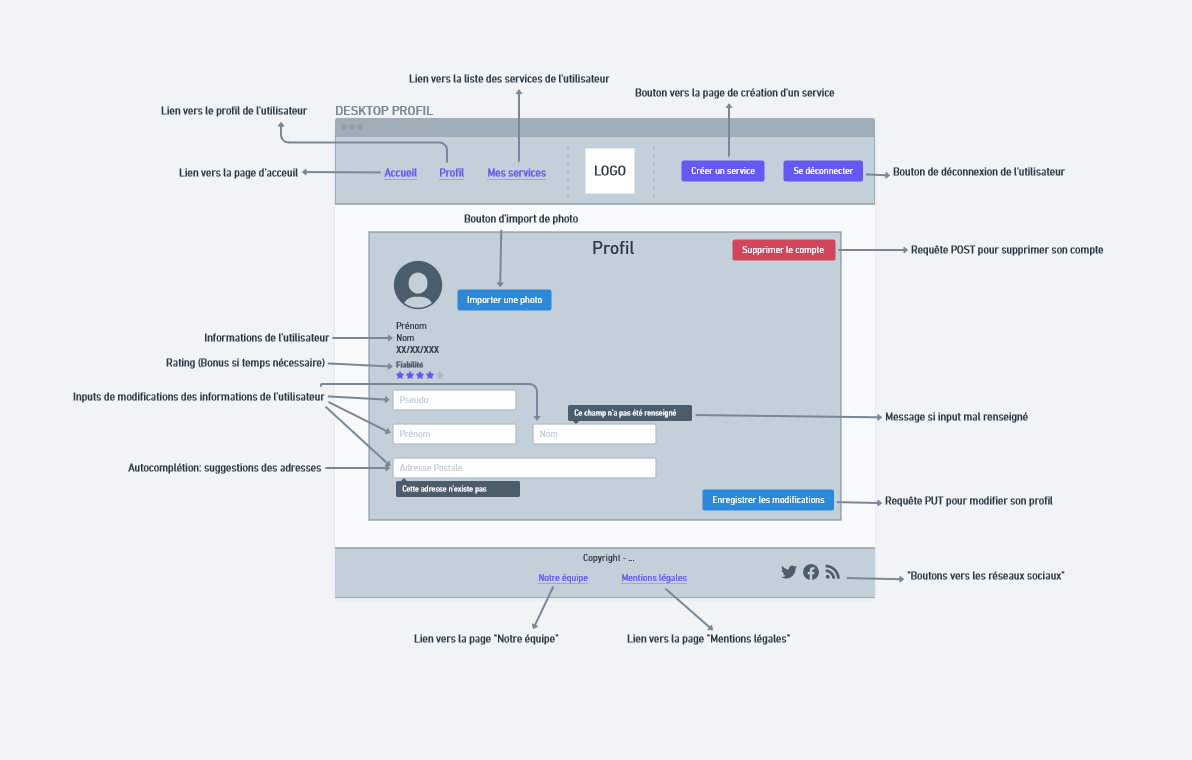 Lien vers la liste des services de l'utilisateur
Bouton vers la page de création d'un service
Lien vers le profil de l'utilisateur
DESKTOP PROFIL
Lien vers la page d'acceuil
Accueil
Profil
Mes services
LOGO
Créer un service
Se déconnecter
Bouton de déconnexion de l'utilisateur
Bouton d'import de photo
Profil
Supprimer le compte
Requête POST pour supprimer son compte
Importer une photo
Prénom
Informations de l'utilisateur
Nom
XX/XX/XXX
Rating (Bonus si temps nécessaire)
Fiabilité
Inputs de modifications des informations de l'utilisateur
Pseudo
Ce champ n'a pas été renseigné
Message si input mal renseigné
Prénom
Nom
Autocomplétion: suggestions des adresses
Adresse Postale
Cette adresse n'existe pas
Enregistrer les modifications
Requête PUT pour modifier son profil
Copyright - ...
Notre équipe
Mentions légales
"Boutons vers les réseaux sociaux"
Lien vers la page "Notre équipe"
Lien vers la page "Mentions légales"